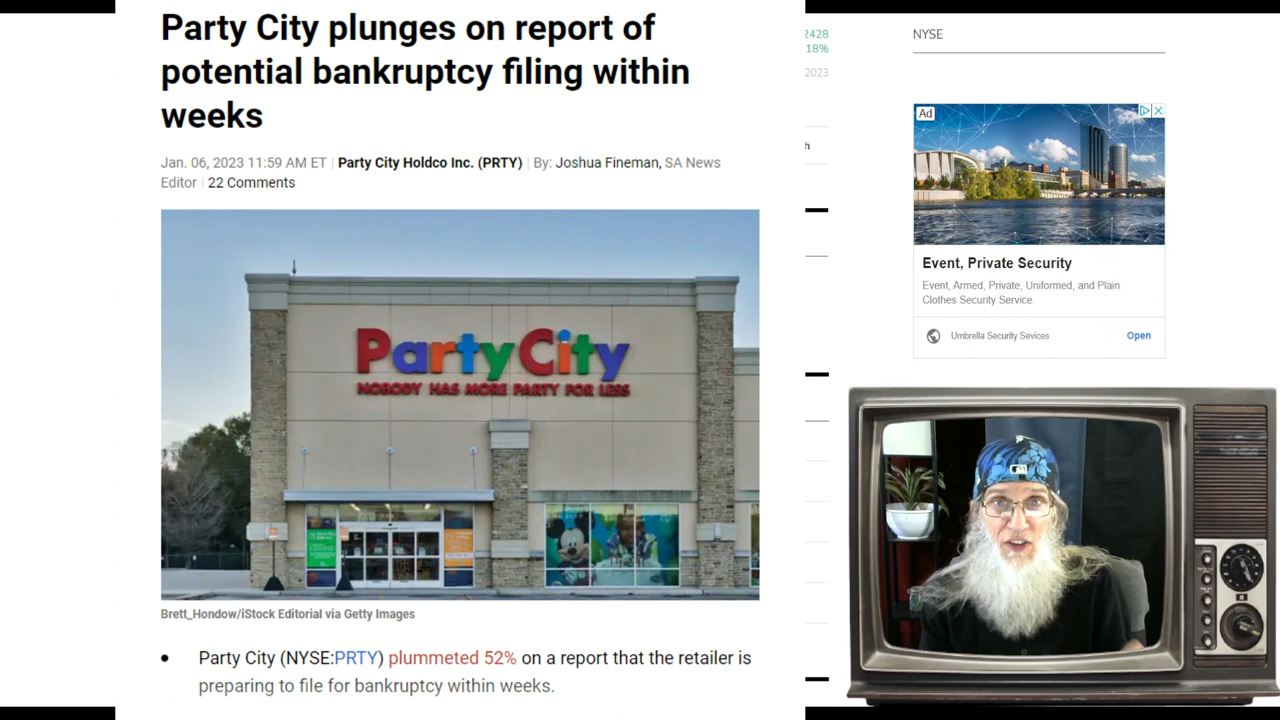 Party City plunges on report of
potential bankruptcy filing within
weeks
Jan. 06, 2023 11:59 AM ET | Party City Holdco Inc. (PRTY) | By: Joshua Fineman, SA News
Editor | 22 Comments
PartyCity
NOBODY HAS MORE PARTY FOR LESS
Brett_Hondow/iStock Editorial via Getty Images
• Party City (NYSE:PRTY) plummeted 52% on a report that the retailer is
preparing to file for bankruptcy within weeks.
2428
18%
2023
h
NYSE
Ad
Event, Private Security
Event, Armed, Private, Uniformed, and Plain
Clothes Security Service.
Umbrella Security Sevices
Open